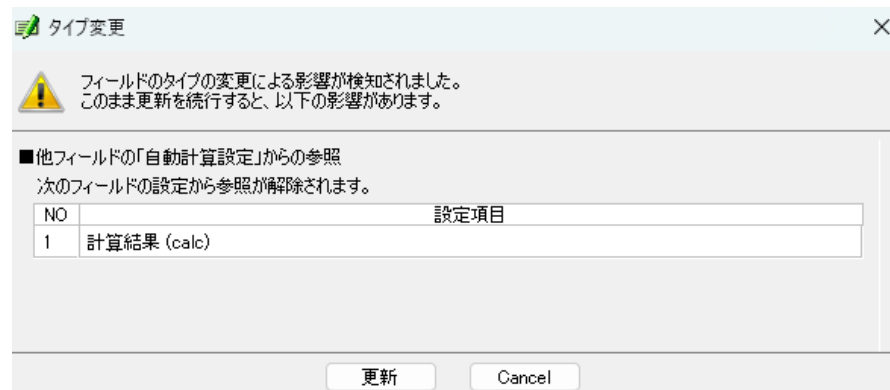 タイプ変更
フィールドのタイプの変更による影響が検知されました。
このまま更新を続行すると、以下の影響があります。
■他フィールドの「自動計算設定」からの参照
次のフィールドの設定から参照が解除されます。
NO 設定項目
1 計算結果 (calc)
更新 Cancel